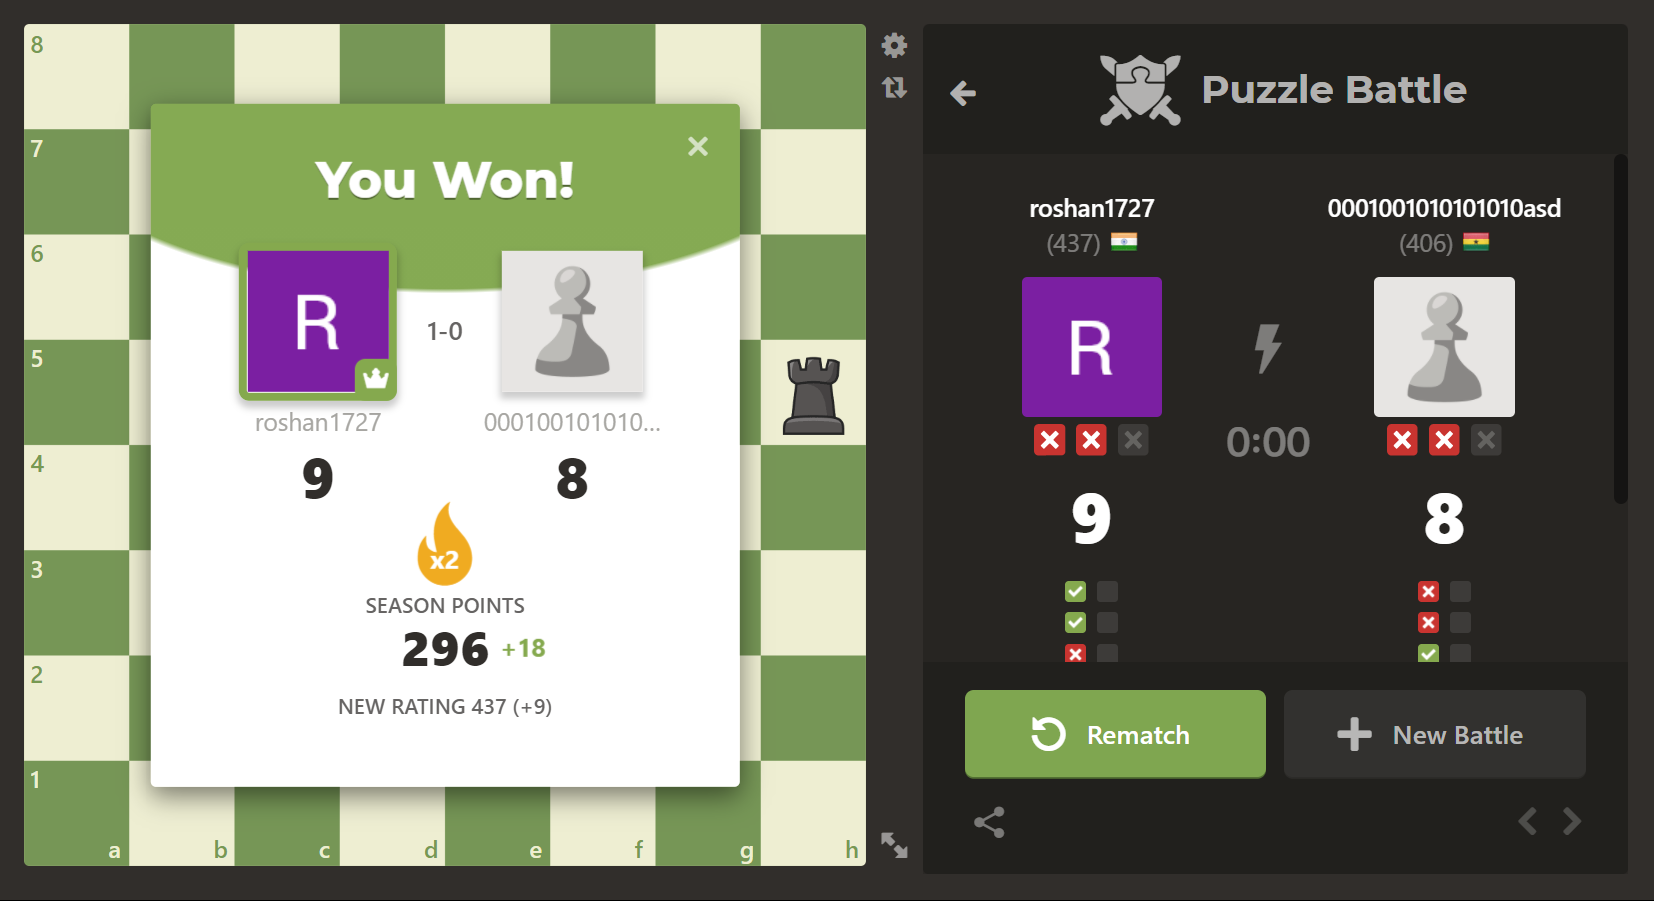 8
7
6
5
4
3
2
1
a b c d e f g h
You Won!
R
1-0
roshan1727
000100101010...
9
8
x2
SEASON POINTS
296 +18
NEW RATING 437 (+9)
Puzzle Battle
roshan1727
(437)
0001001010101010asd
(406)
R
0:00
9
8
Rematch
New Battle